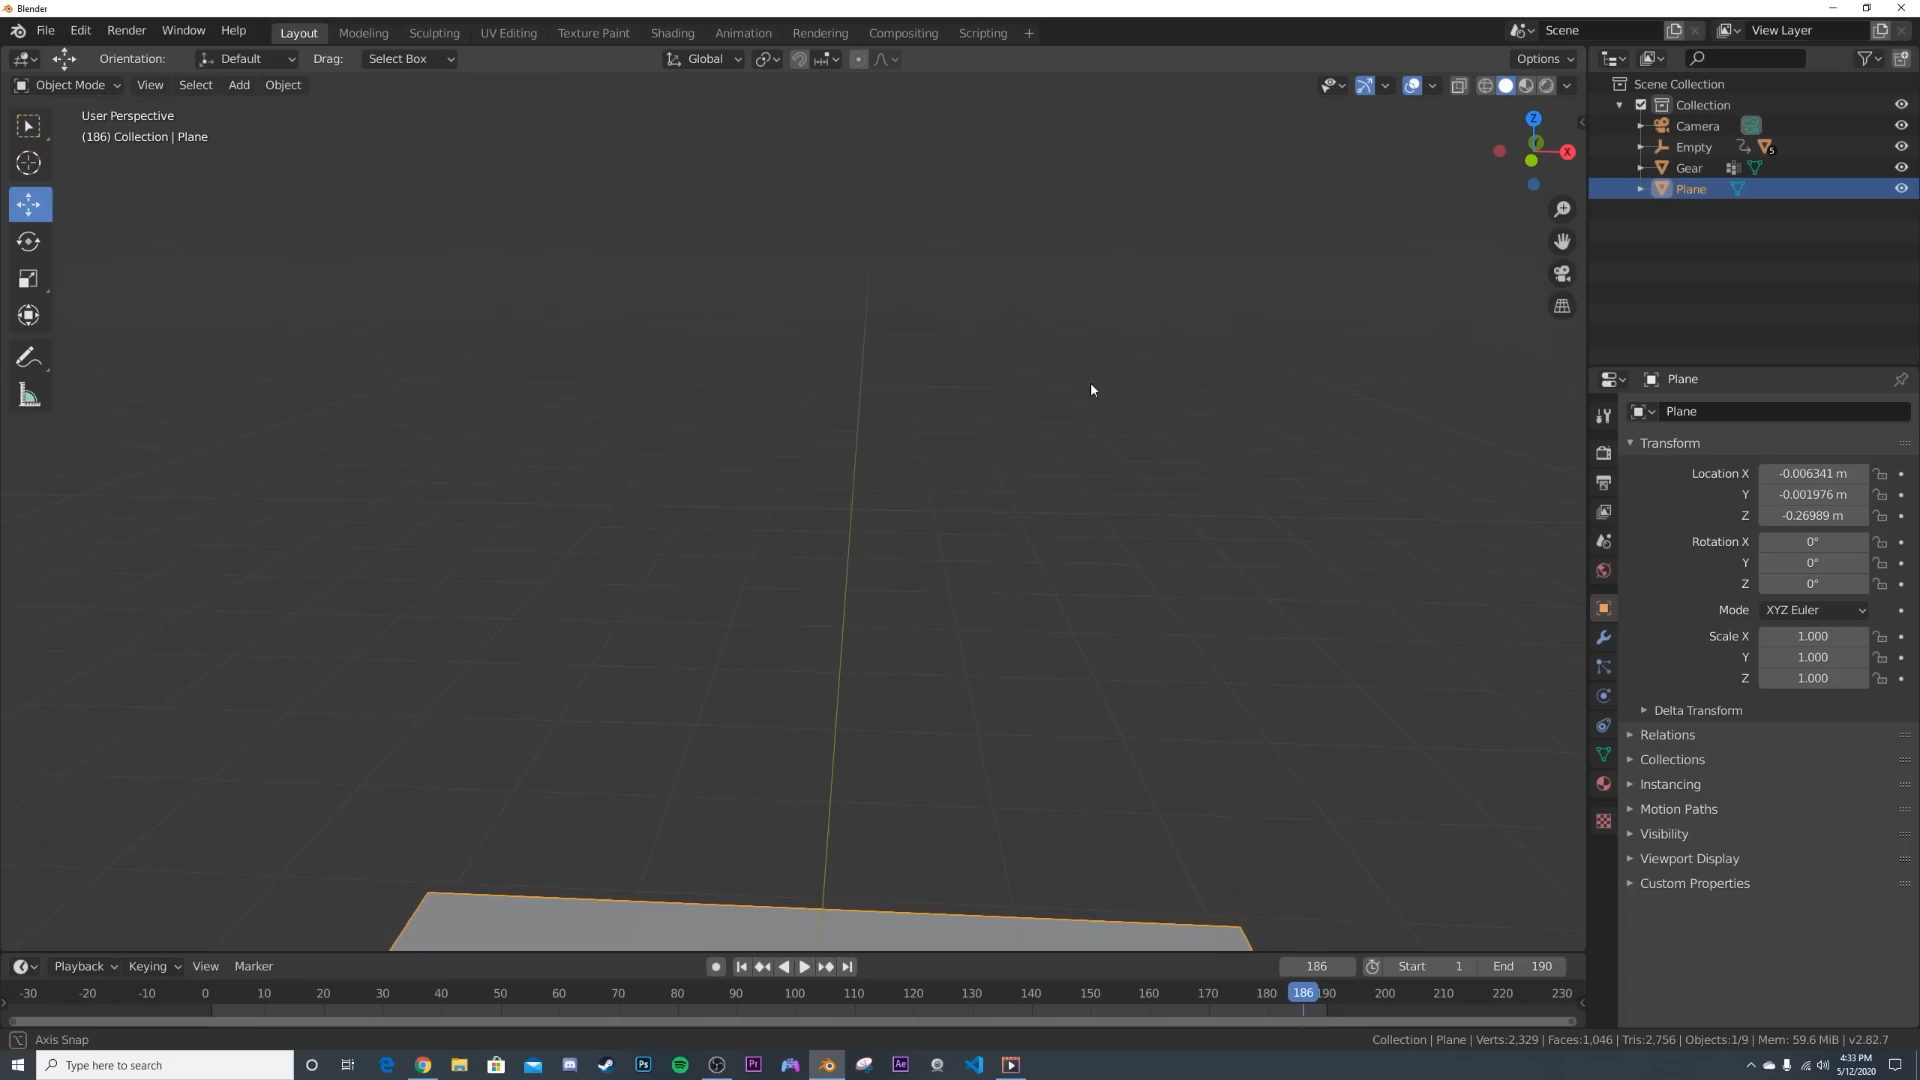 Blender
File Edit Render Window Help Layout Modeling Sculpting UV Editing Texture Paint Shading Animation Rendering Compositing Scripting + Scene View Layer
Orientation: Default Drag: Select Box Global Options
Object Mode View Select Add Object
User Perspective
(186) Collection | Plane
Z
Y
X
Scene Collection
Collection
Camera
Empty 5
Gear
Plane
Plane
Plane
Transform
Location X -0.006341 m
Y -0.001976 m
Z -0.26989 m
Rotation X 0°
Y 0°
Z 0°
Mode XYZ Euler
Scale X 1.000
Y 1.000
Z 1.000
Delta Transform
Relations
Collections
Instancing
Motion Paths
Visibility
Viewport Display
Custom Properties
Playback Keying View Marker 186 Start 1 End 190
-30 -20 -10 0 10 20 30 40 50 60 70 80 90 100 110 120 130 140 150 160 170 180 186 190 200 210 220 230
Axis Snap Collection | Plane | Verts:2,329 | Faces:1,046 | Tris:2,756 | Objects:1/9 | Mem: 59.6 MiB | v2.82.7
Type here to search Ps Pr Ae 4:33 PM
5/12/2020